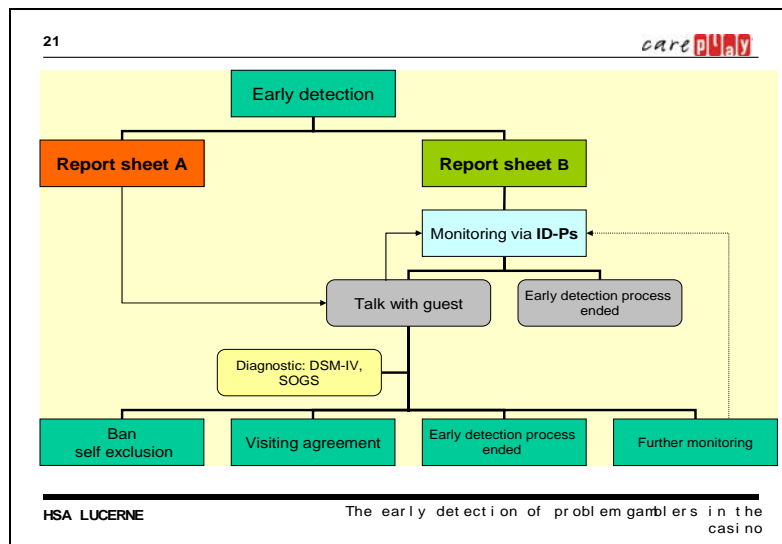 21
care play
Early detection
Report sheet A
Report sheet B
Monitoring via ID-Ps
Talk with guest
Early detection process
ended
Diagnostic: DSM-IV,
SOGS
Ban
self exclusion
Visiting agreement
Early detection process
ended
Further monitoring
HSA LUCERNE
The early detection of problem gamblers in the
casino